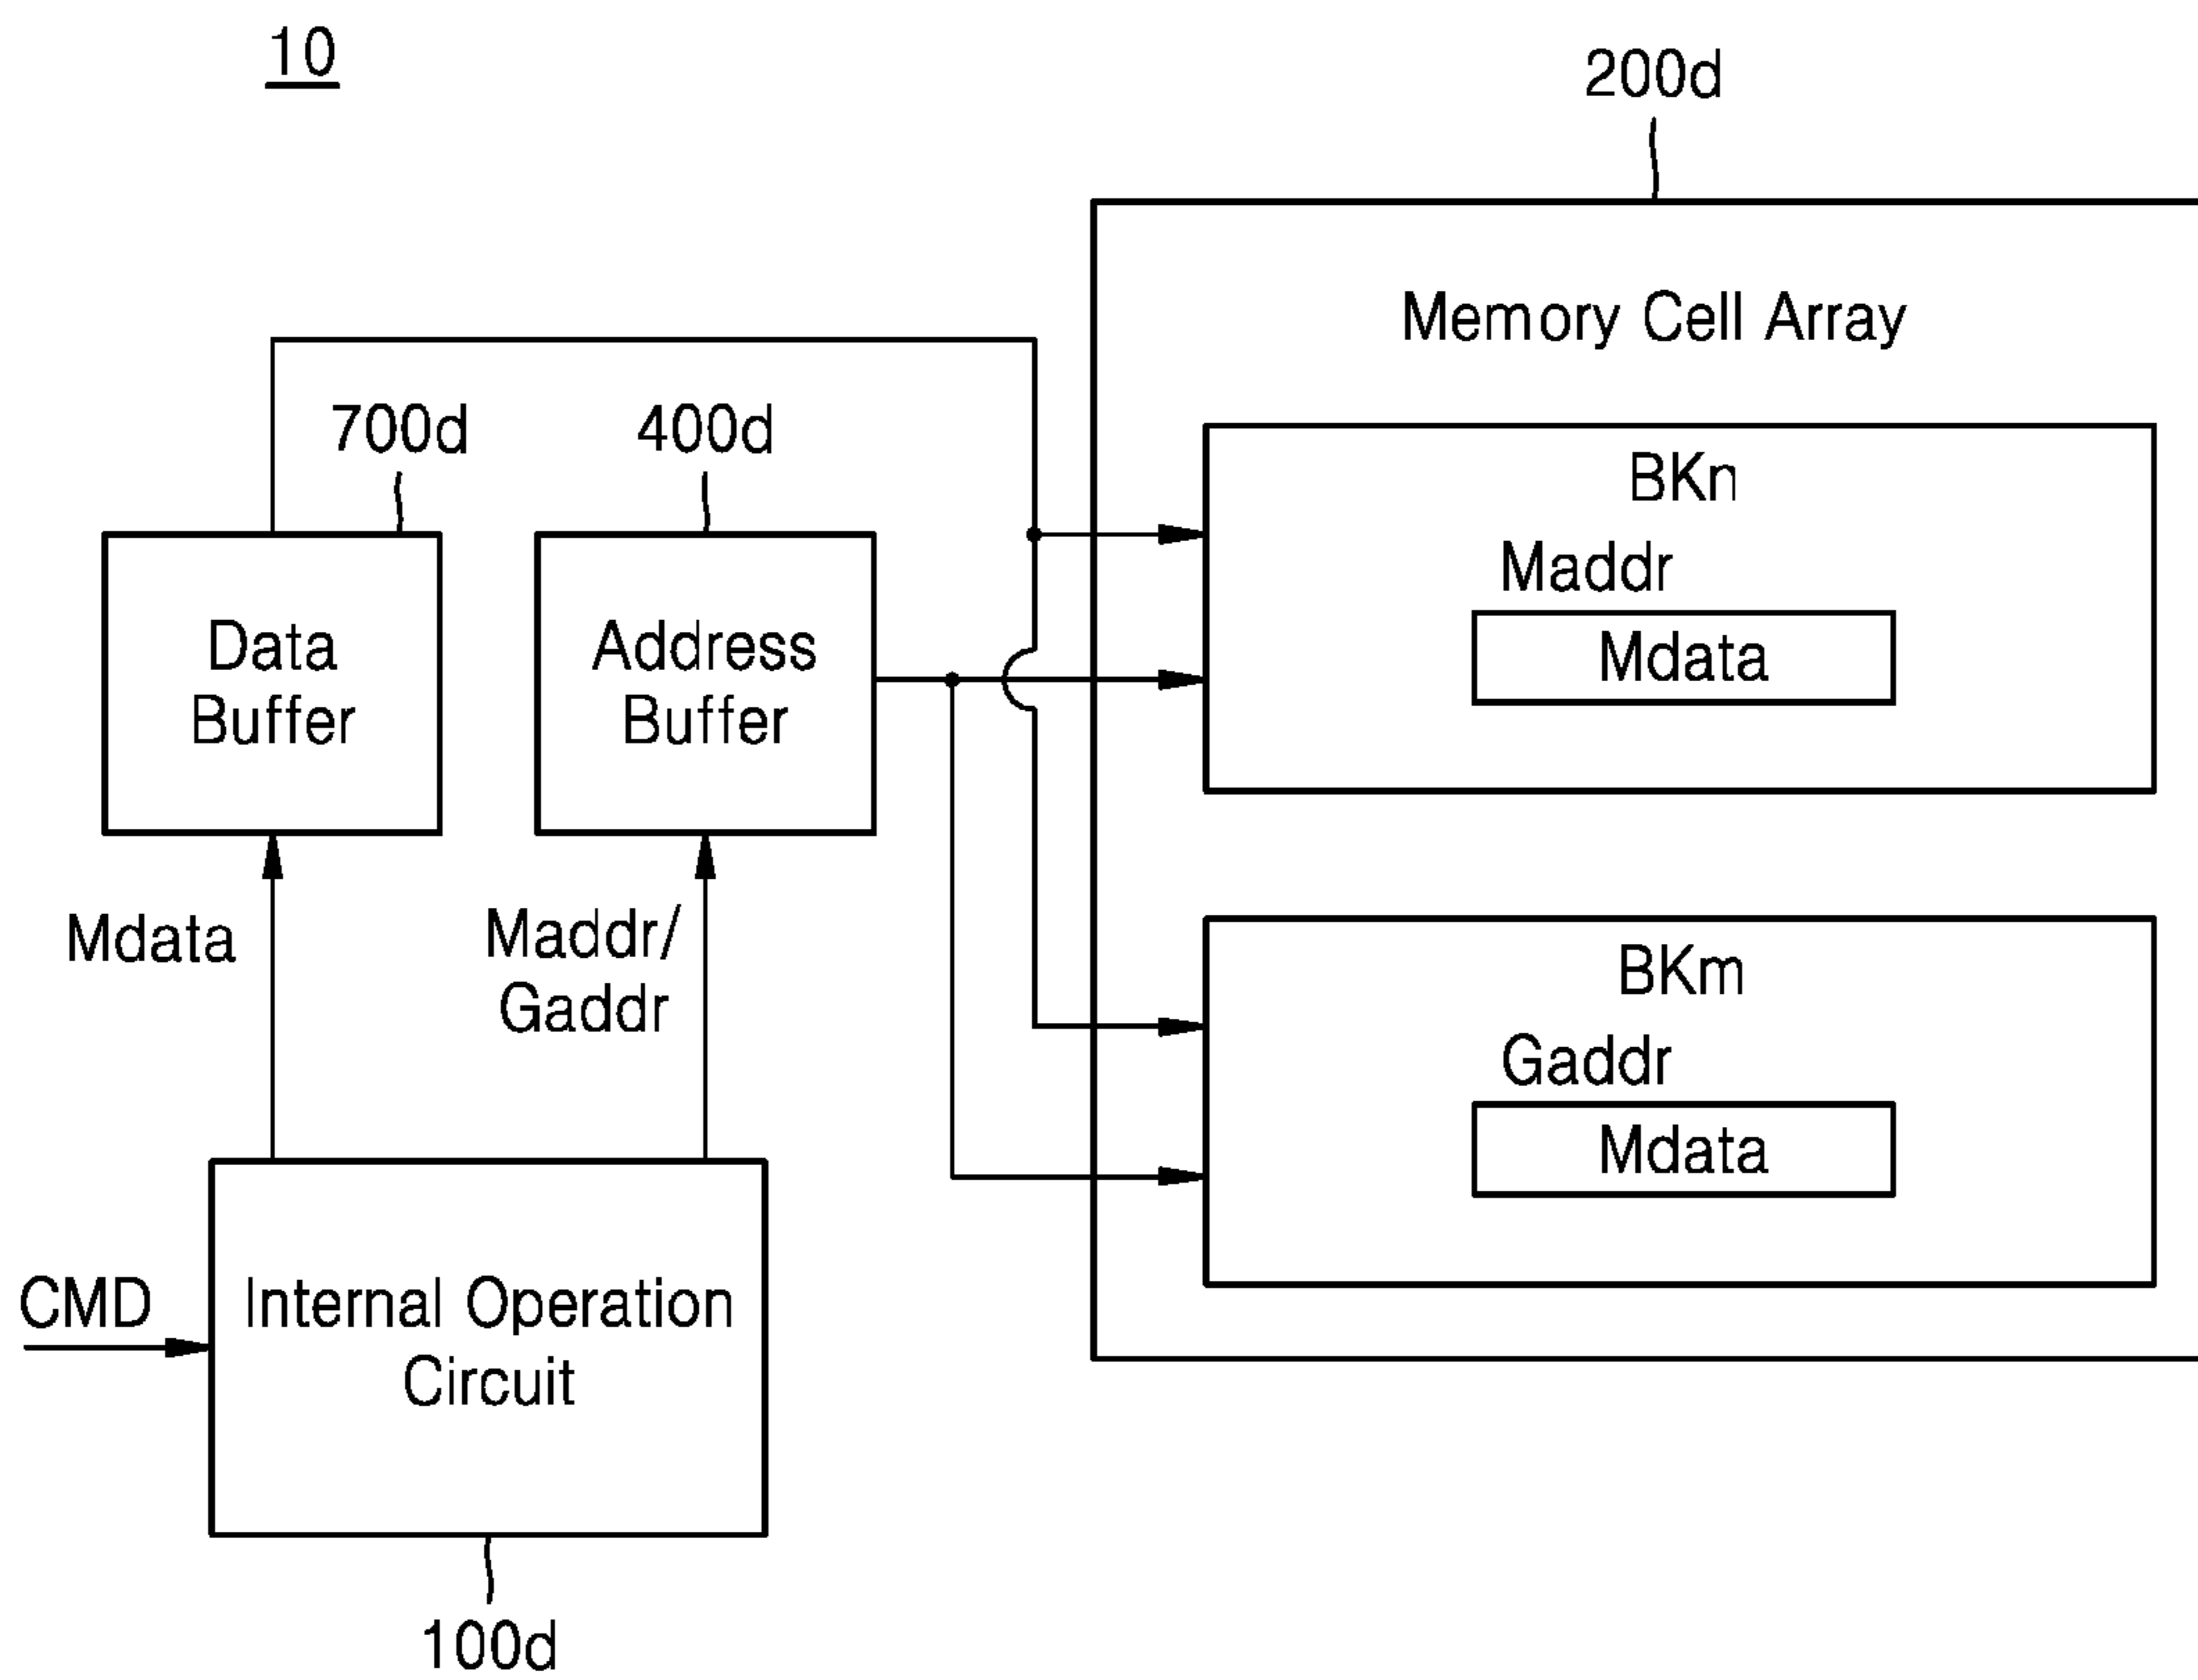 10
200d
Memory Cell Array
700d
400d
BKn
Maddr
Mdata
Data
Buffer
Address
Buffer
Mdata
Maddr/
Gaddr
BKm
Gaddr
Mdata
CMD
Internal Operation
Circuit
100d